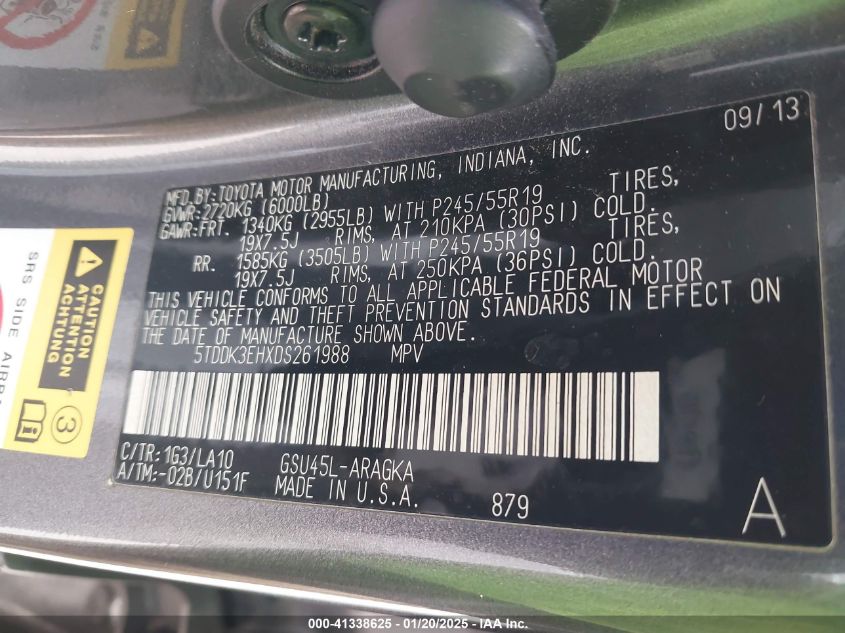 09/13
MFD.BY:TOYOTA MOTOR MANUFACTURING, INDIANA, INC.
GVWR:2720KG (6000LB)
GAWR:FRT. 1340KG (2955LB) WITH P245/55R19 TIRES,
19X7.5J RIMS, AT 210KPA (30PSI) COLD.
RR. 1585KG (3505LB) WITH P245/55R19 TIRES,
19X7.5J RIMS, AT 250KPA (36PSI) COLD.
THIS VEHICLE CONFORMS TO ALL APPLICABLE FEDERAL MOTOR
VEHICLE SAFETY AND THEFT PREVENTION STANDARDS IN EFFECT ON
THE DATE OF MANUFACTURE SHOWN ABOVE.
5TDDK3EHXDS261988 MPV
C/TR:1G3/LA10 GSU45L-ARAGKA
A/TM:-02B/U151F MADE IN U.S.A.
879
A
SRS SIDE
CAUTION
ATTENTION
ACHTUNG
3
000-41338625 - 01/20/2025 - IAA Inc.